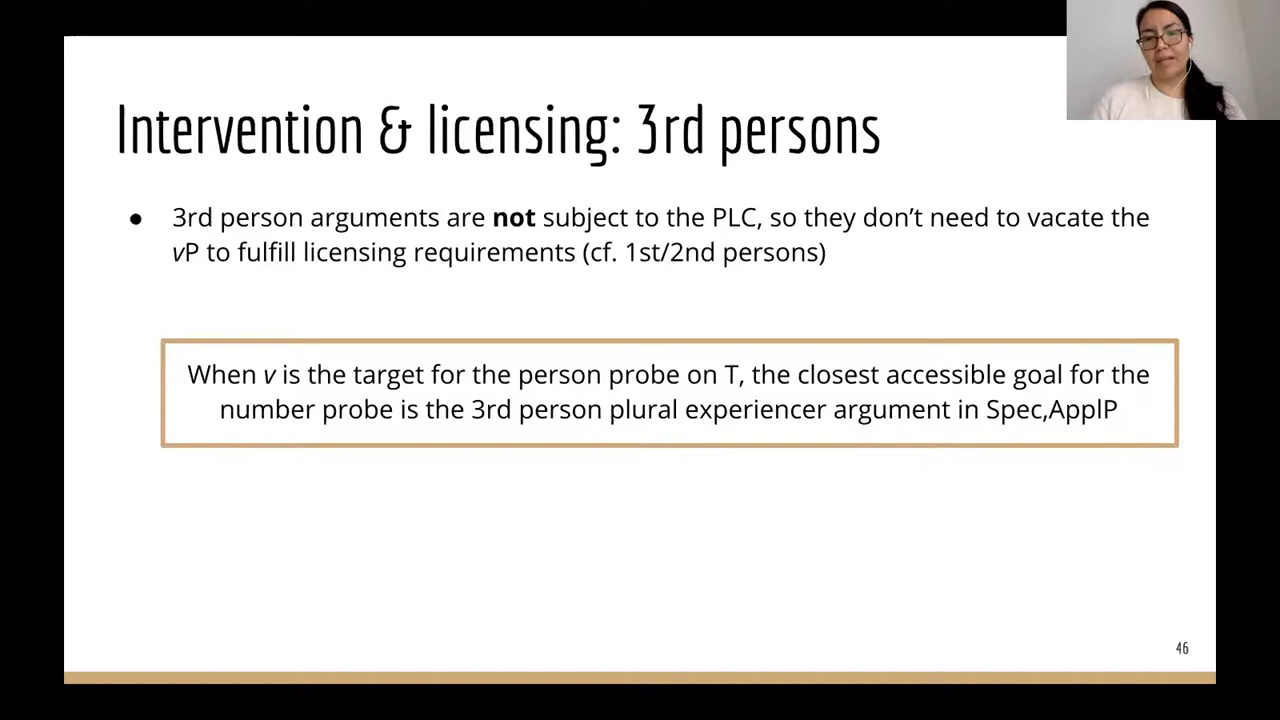 Intervention & licensing: 3rd persons
● 3rd person arguments are not subject to the PLC, so they don’t need to vacate the
vP to fulfill licensing requirements (cf. 1st/2nd persons)
When v is the target for the person probe on T, the closest accessible goal for the
number probe is the 3rd person plural experiencer argument in Spec,ApplP
46